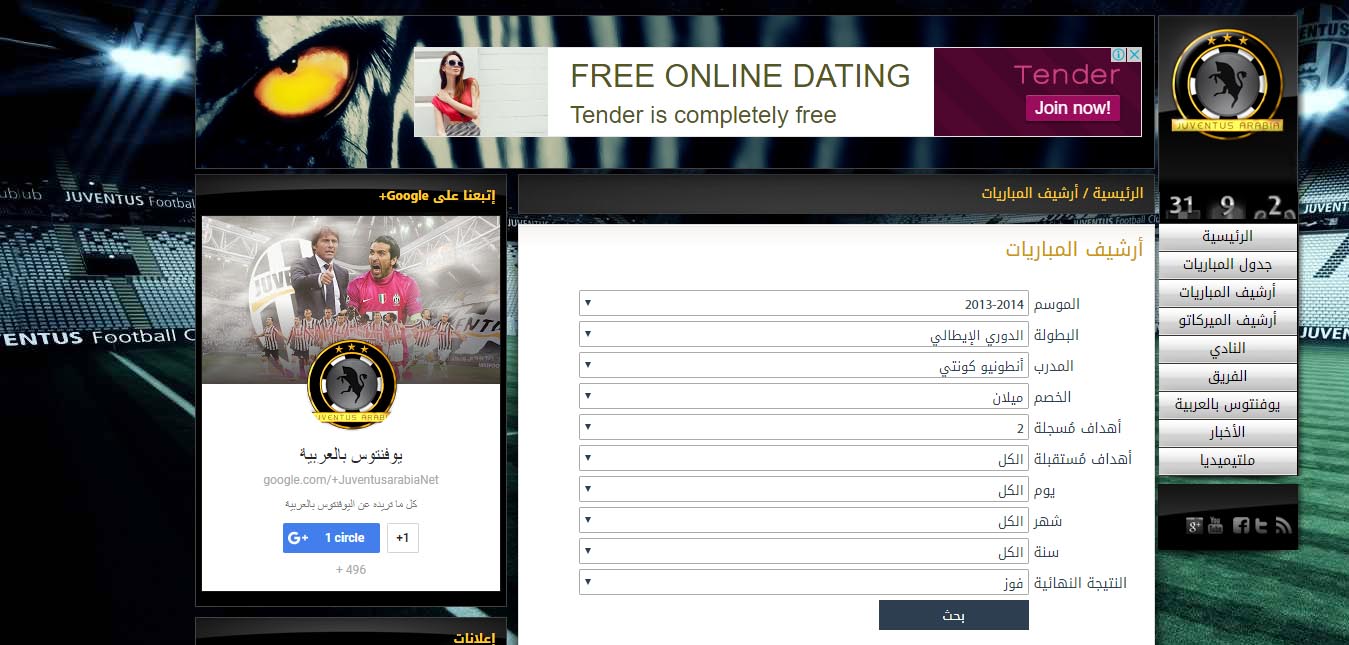 FREE ONLINE DATING
Tender is completely free
Tender
Join now!
JUVENTUS ARABIA
31 9 2
الرئيسية
جدول المباريات
أرشيف المباريات
أرشيف الميركاتو
النادي
الفريق
يوفنتوس بالعربية
الأخبار
ملتيميديا
الرئيسية / أرشيف المباريات
أرشيف المباريات
الموسم 2013-2014
البطولة الدوري الإيطالي
المدرب أنطونيو كونتي
الخصم ميلان
أهداف مُسجلة 2
أهداف مُستقبلة الكل
يوم الكل
شهر الكل
سنة الكل
النتيجة النهائية فوز
بحث
إتبعنا على Google+
يوفنتوس بالعربية
google.com/+JuventusarabiaNet
كل ما تريده عن اليوفنتوس بالعربية
G+ 1 circle
+1
+ 496
إعلانات
JUVENTUS Footbal
VENTUS Football C
JUVENTUS Football Clu